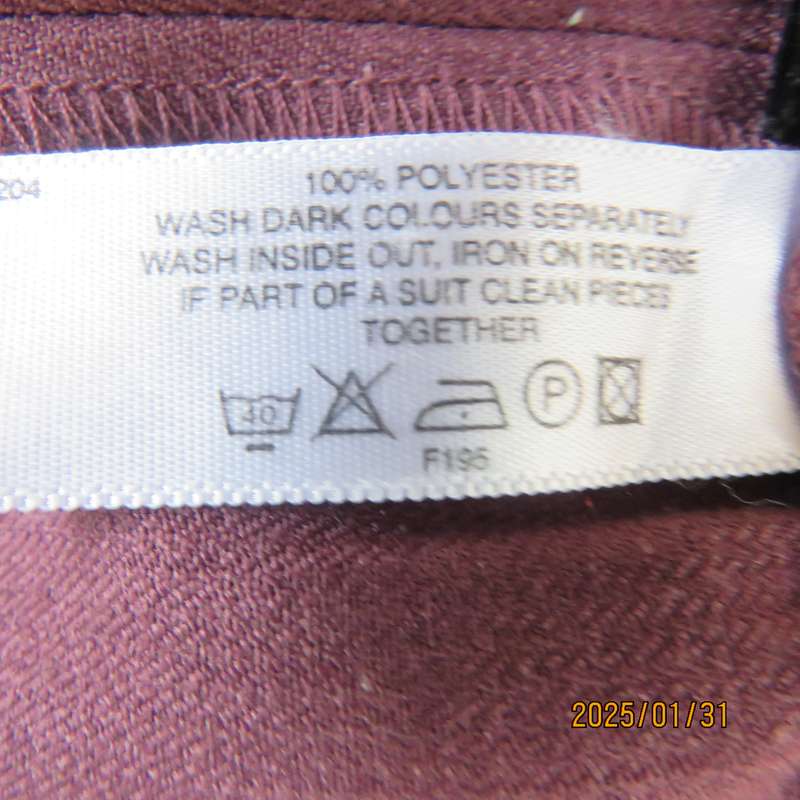 204
100% POLYESTER
WASH DARK COLOURS SEPARATELY
WASH INSIDE OUT, IRON ON REVERSE
IF PART OF A SUIT CLEAN PIECES
TOGETHER
40
P
F195
2025/01/31